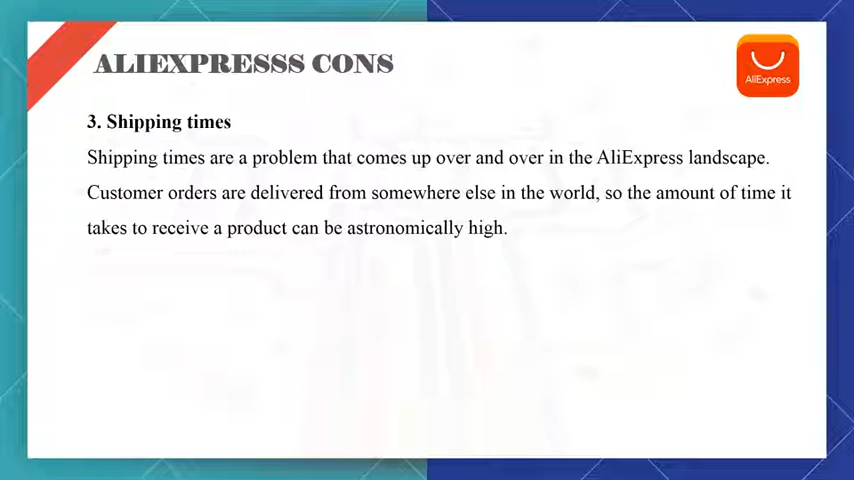 ALIEXPRESSS CONS
AliExpress
3. Shipping times
Shipping times are a problem that comes up over and over in the AliExpress landscape.
Customer orders are delivered from somewhere else in the world, so the amount of time it
takes to receive a product can be astronomically high.